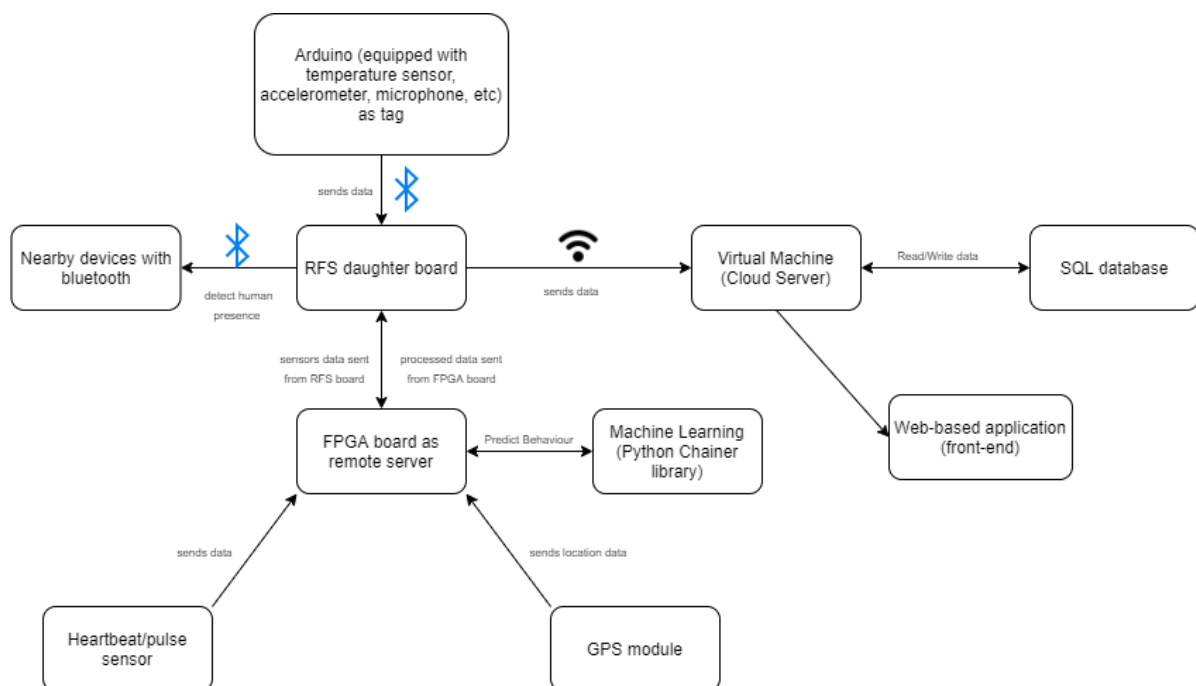 Arduino (equipped with
temperature sensor,
accelerometer, microphone, etc)
as tag
sends data
Nearby devices with
bluetooth
detect human
presence
RFS daughter board
sends data
Virtual Machine
(Cloud Server)
Read/Write data
SQL database
sensors data sent
from RFS board
processed data sent
from FPGA board
FPGA board as
remote server
Predict Behaviour
Machine Learning
(Python Chainer
library)
Web-based application
(front-end)
sends data
sends location data
Heartbeat/pulse
sensor
GPS module